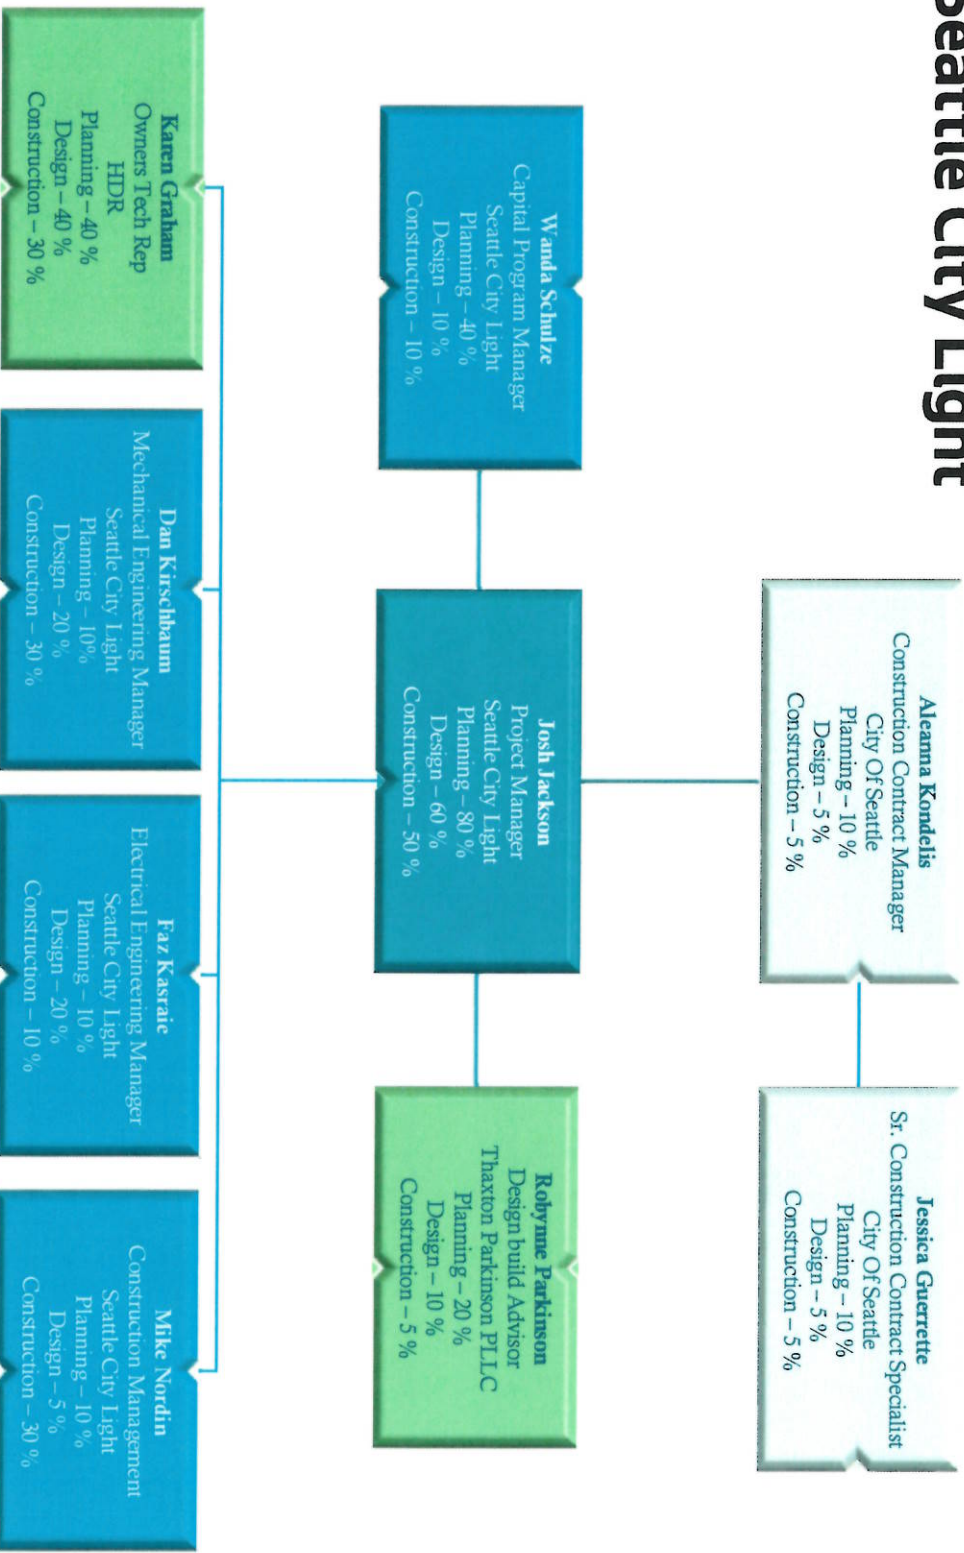 Seattle City Light
Aleanna Kondelis
Construction Contract Manager
City Of Seattle
Planning – 10 %
Design – 5 %
Construction – 5 %
Jessica Guerrette
Sr. Construction Contract Specialist
City Of Seattle
Planning – 10 %
Design – 5 %
Construction – 5 %
Wanda Schulze
Capital Program Manager
Seattle City Light
Planning – 40 %
Design – 10 %
Construction – 10 %
Josh Jackson
Project Manager
Seattle City Light
Planning – 80 %
Design – 60 %
Construction – 50 %
Robynne Parkinson
Design build Advisor
Thaxton Parkinson PLLC
Planning – 20 %
Design – 10 %
Construction – 5 %
Karen Graham
Owners Tech Rep
HDR
Planning – 40 %
Design – 40 %
Construction – 30 %
Dan Kirschbaum
Mechanical Engineering Manager
Seattle City Light
Planning – 10%
Design – 20 %
Construction – 30 %
Faz Kasraie
Electrical Engineering Manager
Seattle City Light
Planning – 10 %
Design – 20 %
Construction – 10 %
Mike Nordin
Construction Management
Seattle City Light
Planning – 10 %
Design – 5 %
Construction – 30 %